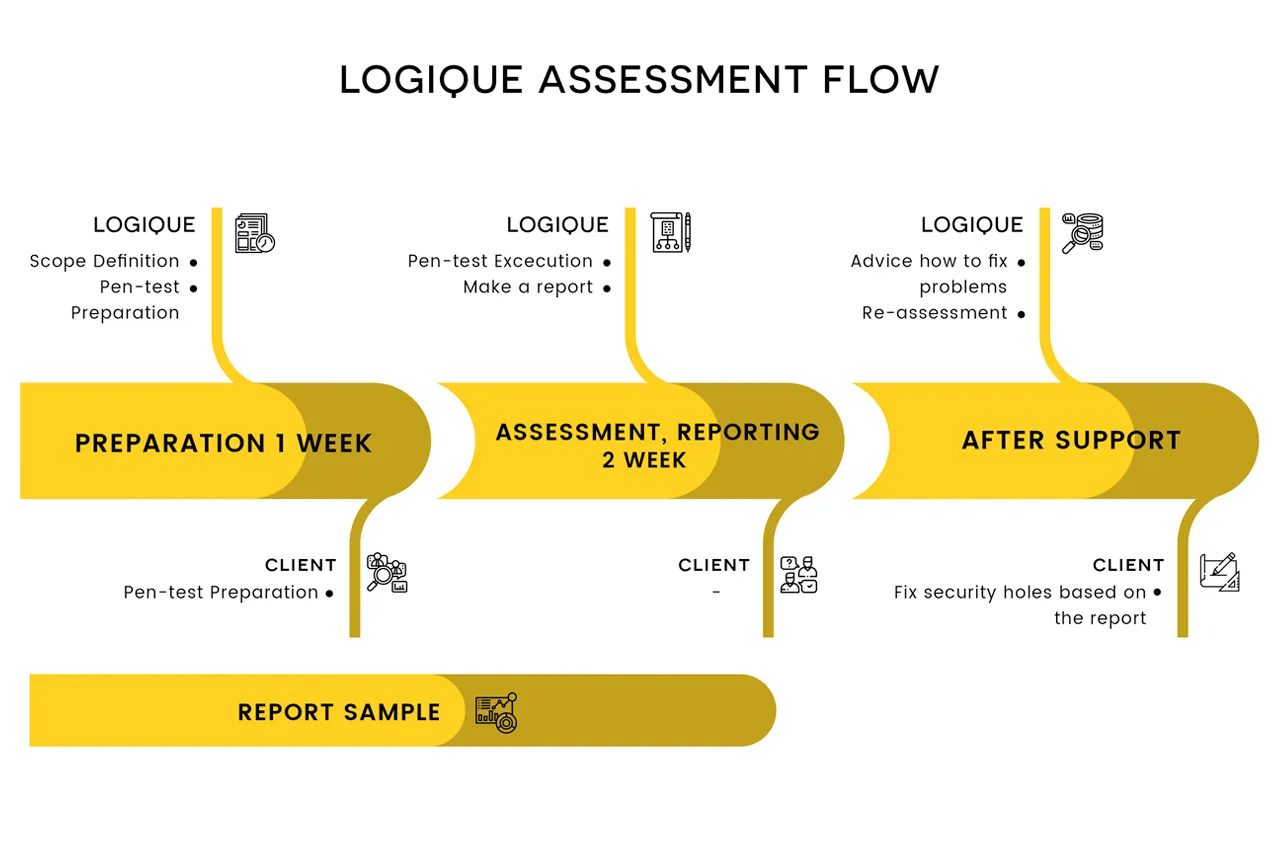 LOGIQUE ASSESSMENT FLOW
LOGIQUE
Scope Definition •
Pen-test •
Preparation
PREPARATION 1 WEEK
CLIENT
Pen-test Preparation •
LOGIQUE
Pen-test Excecution •
Make a report •
ASSESSMENT, REPORTING
2 WEEK
CLIENT
-
LOGIQUE
Advice how to fix •
problems
Re-assessment •
AFTER SUPPORT
CLIENT
Fix security holes based on •
the report
REPORT SAMPLE